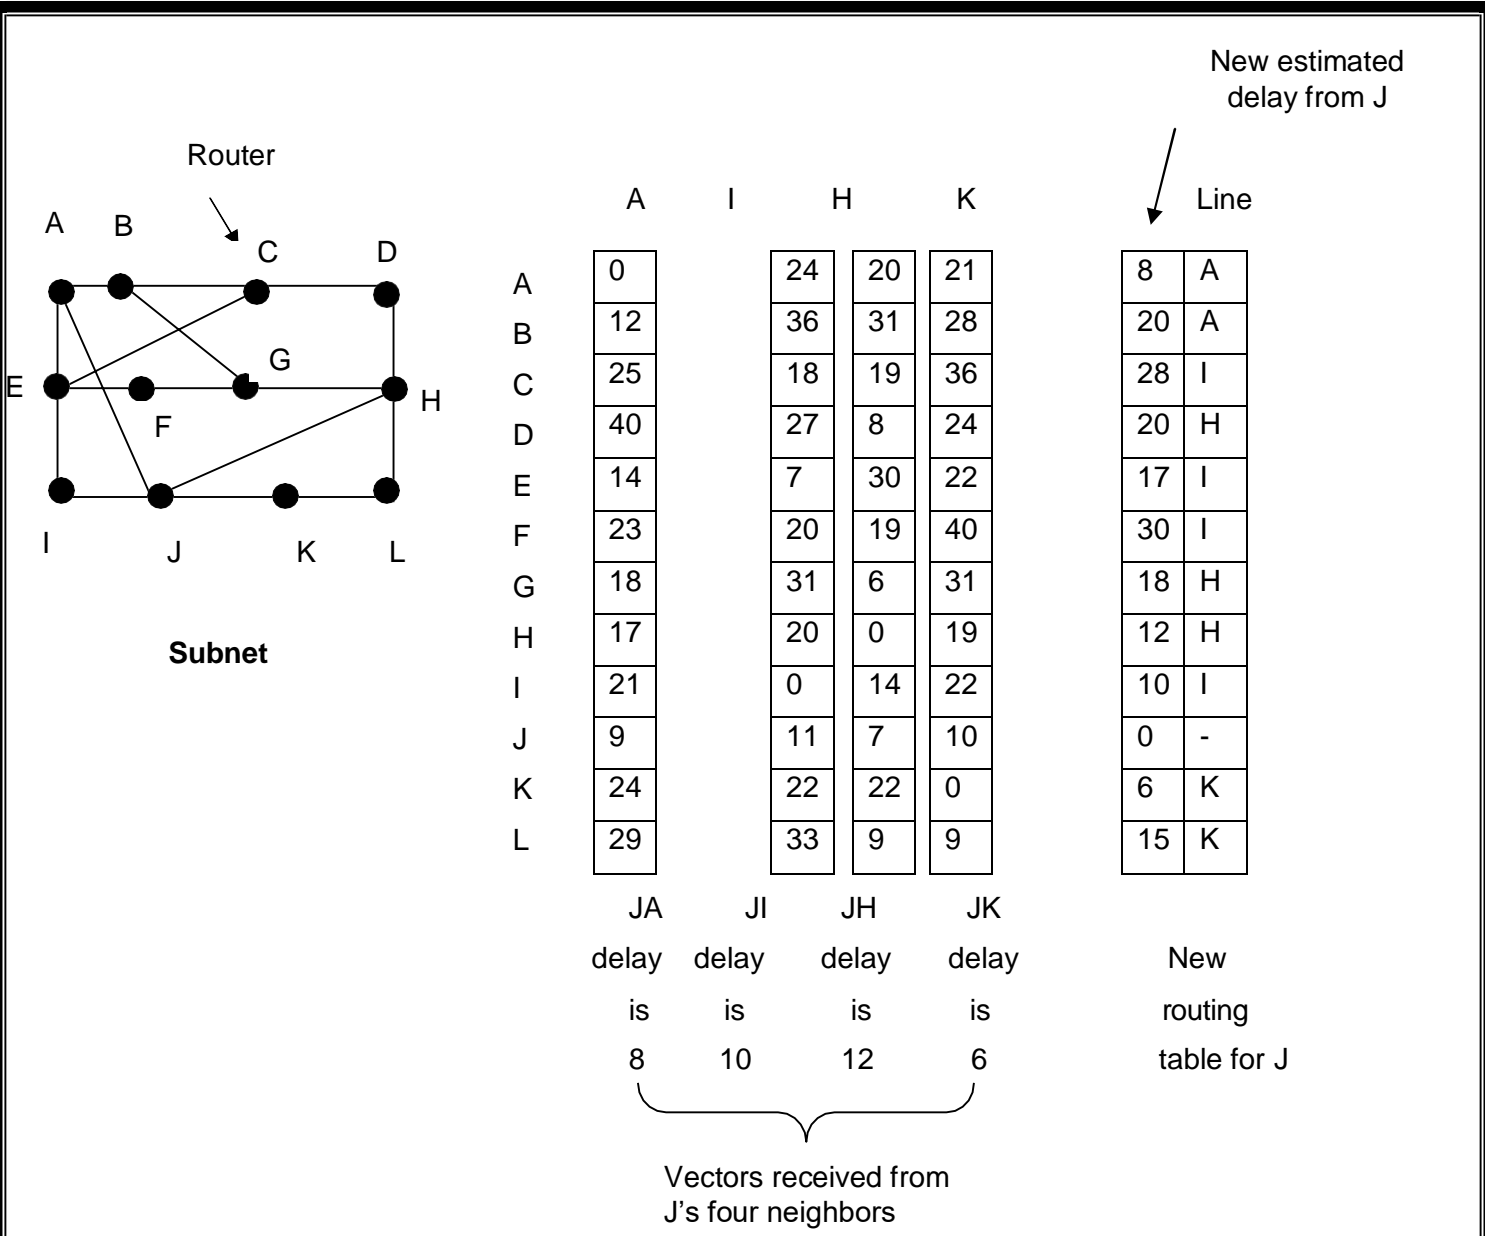 New estimated
delay from J
Router
A I H K Line
A B
C D
G
E
F
H
I J K L
Subnet
A 0 24 20 21 8 A
B 12 36 31 28 20 A
C 25 18 19 36 28 I
D 40 27 8 24 20 H
E 14 7 30 22 17 I
F 23 20 19 40 30 I
G 18 31 6 31 18 H
H 17 20 0 19 12 H
I 21 0 14 22 10 I
J 9 11 7 10 0 -
K 24 22 22 0 6 K
L 29 33 9 9 15 K
JA JI JH JK
delay delay delay delay New
is is is is routing
8 10 12 6 table for J
Vectors received from
J's four neighbors